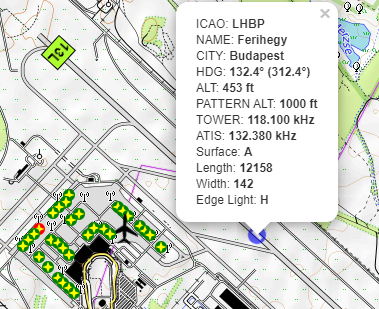 13L
ICAO: LHBP
NAME: Ferihegy
CITY: Budapest
HDG: 132.4° (312.4°)
ALT: 453 ft
PATTERN ALT: 1000 ft
TOWER: 118.100 kHz
ATIS: 132.380 kHz
Surface: A
Length: 12158
Width: 142
Edge Light: H
×